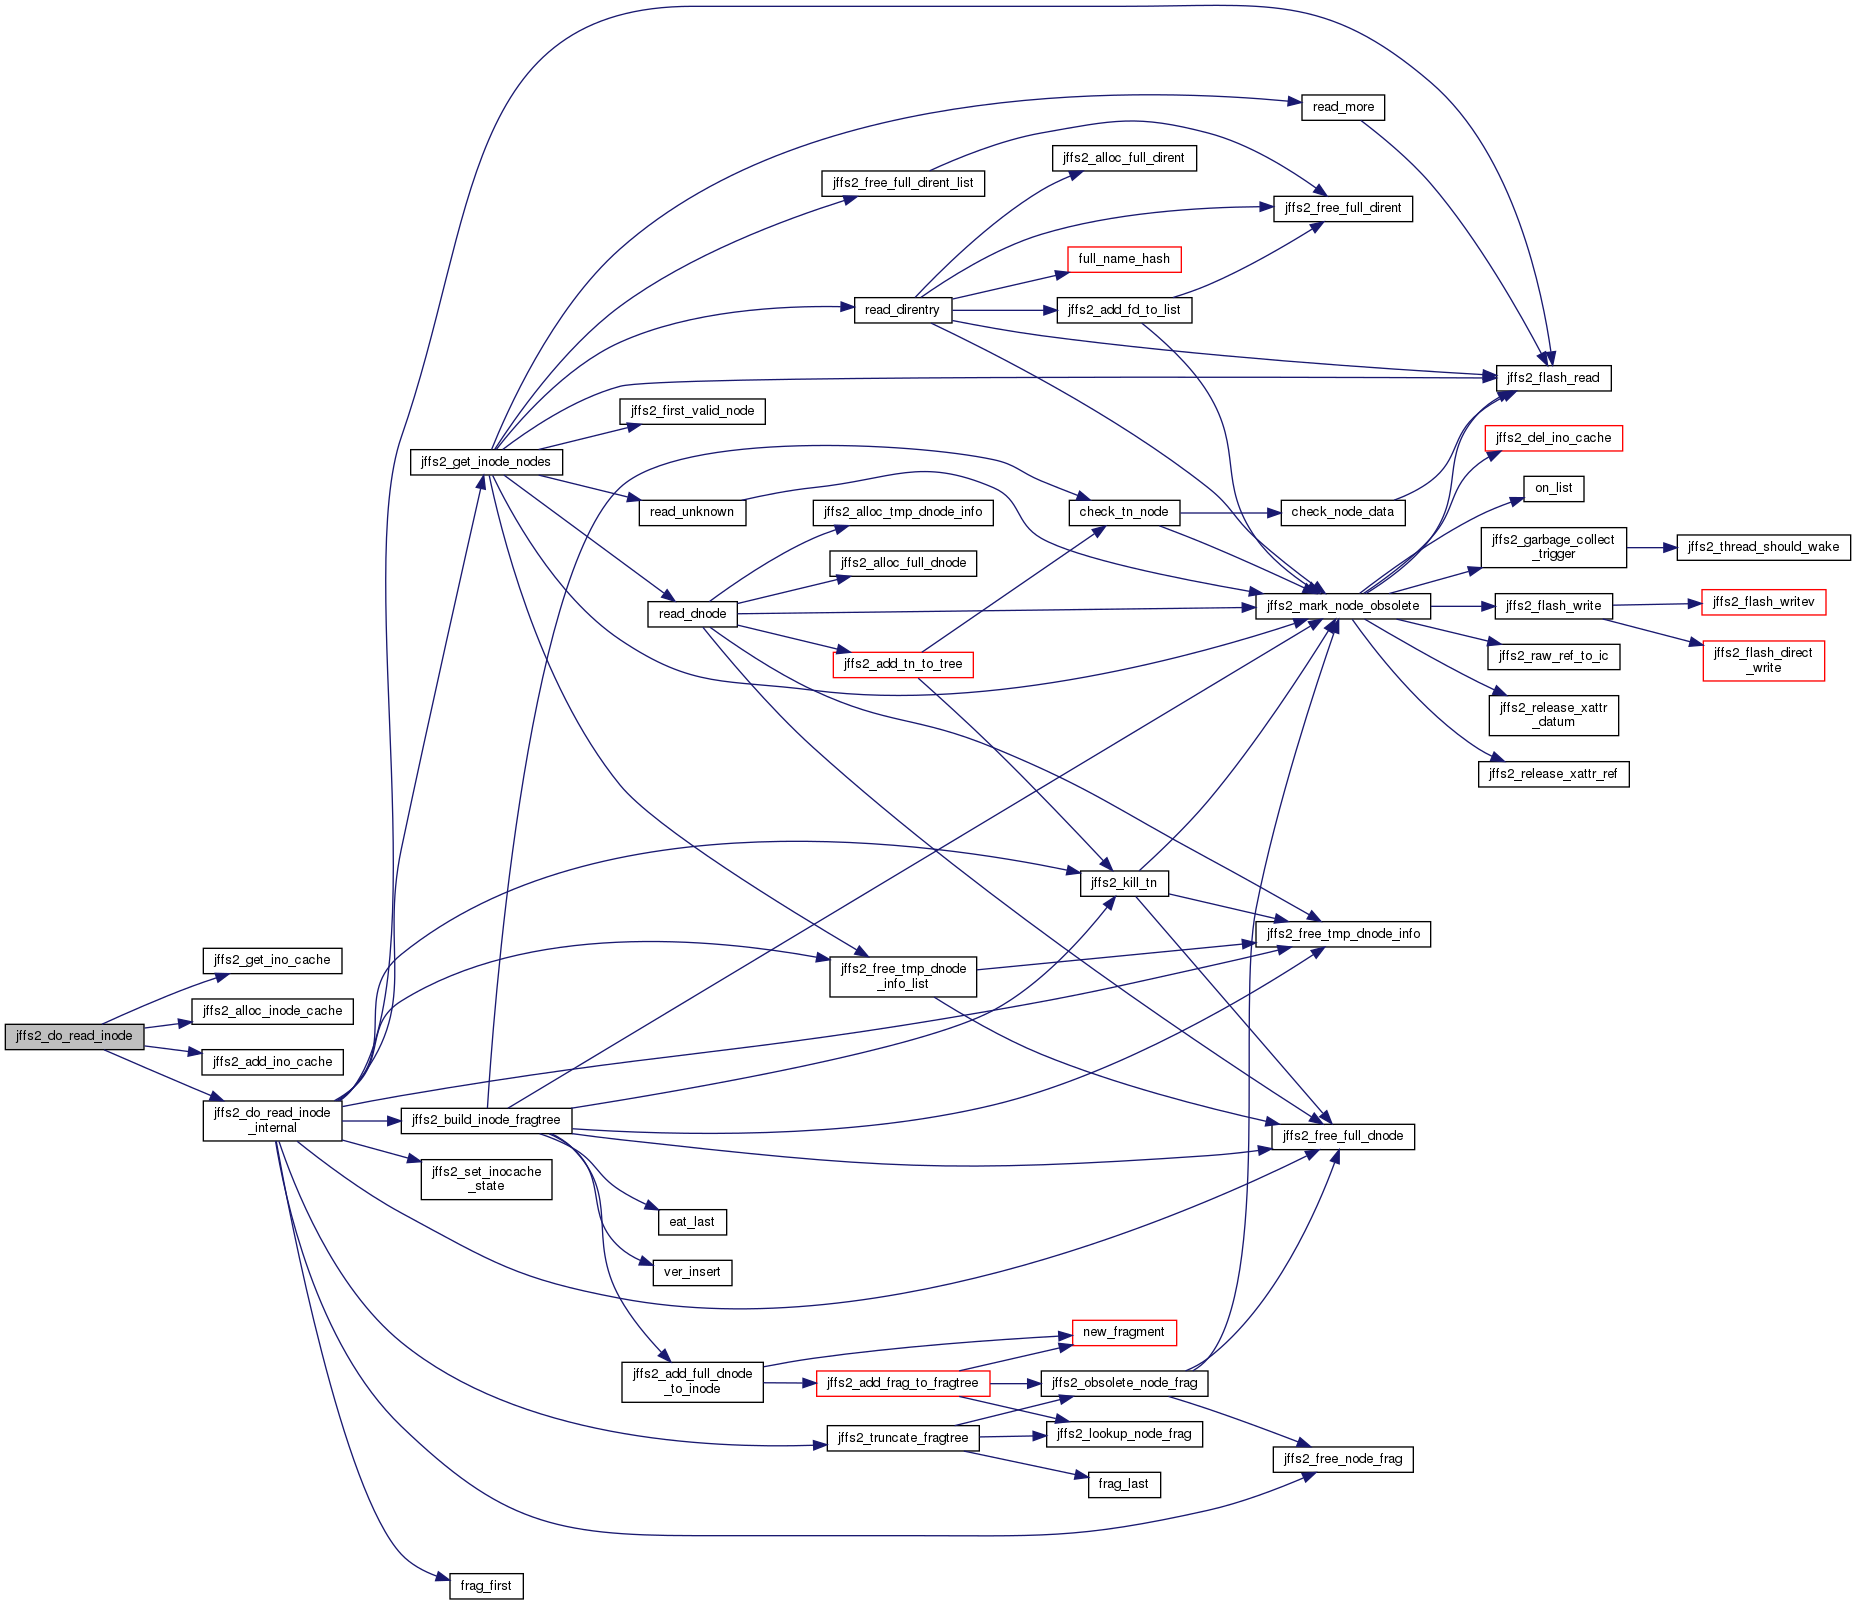 read_more
jffs2_alloc_full_dirent
jffs2_free_full_dirent_list
jffs2_free_full_dirent
full_name_hash
read_direntry
jffs2_add_fd_to_list
jffs2_flash_read
jffs2_first_valid_node
jffs2_del_ino_cache
jffs2_get_inode_nodes
on_list
read_unknown
jffs2_alloc_tmp_dnode_info
check_tn_node
check_node_data
jffs2_garbage_collect
_trigger
jffs2_thread_should_wake
jffs2_alloc_full_dnode
read_dnode
jffs2_mark_node_obsolete
jffs2_flash_write
jffs2_flash_writev
jffs2_add_tn_to_tree
jffs2_raw_ref_to_ic
jffs2_flash_direct
_write
jffs2_release_xattr
_datum
jffs2_release_xattr_ref
jffs2_kill_tn
jffs2_free_tmp_dnode_info
jffs2_get_ino_cache
jffs2_free_tmp_dnode
_info_list
jffs2_alloc_inode_cache
jffs2_do_read_inode
jffs2_add_ino_cache
jffs2_do_read_inode
_internal
jffs2_build_inode_fragtree
jffs2_free_full_dnode
jffs2_set_inocache
_state
eat_last
ver_insert
new_fragment
jffs2_add_full_dnode
_to_inode
jffs2_add_frag_to_fragtree
jffs2_obsolete_node_frag
jffs2_truncate_fragtree
jffs2_lookup_node_frag
jffs2_free_node_frag
frag_last
frag_first